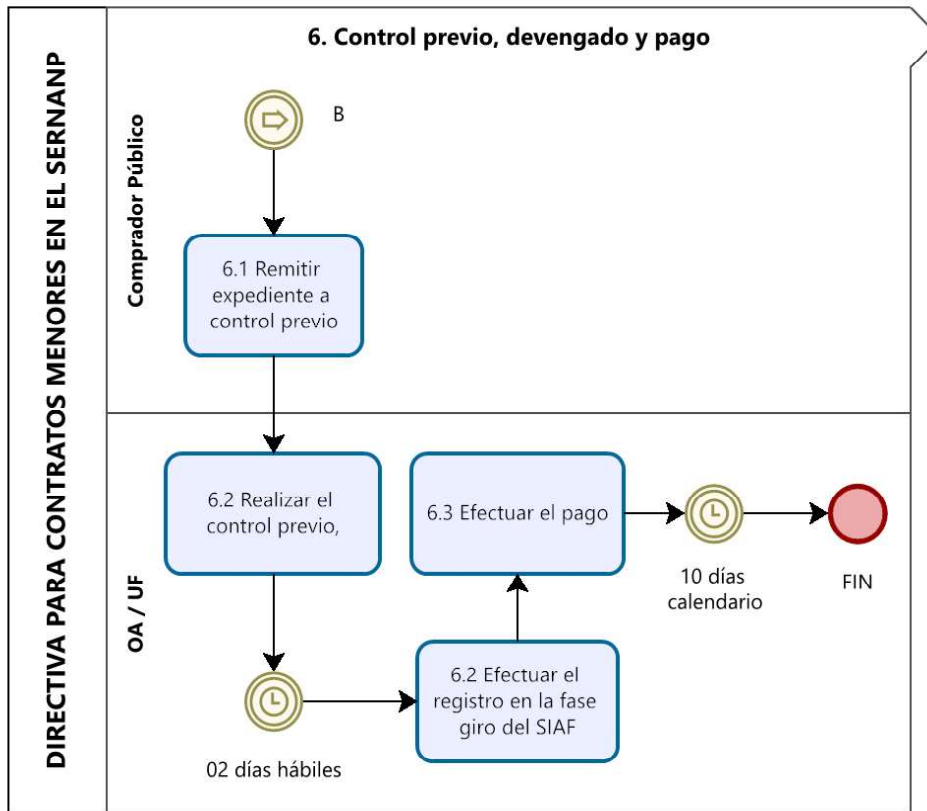 DIRECTIVA PARA CONTRATOS MENORES EN EL SERNANP
6. Control previo, devengado y pago
Comprador Público
B
6.1 Remitir
expediente a
control previo
OA / UF
6.2 Realizar el
control previo,
02 días hábiles
6.2 Efectuar el
registro en la fase
giro del SIAF
6.3 Efectuar el pago
10 días
calendario
FIN